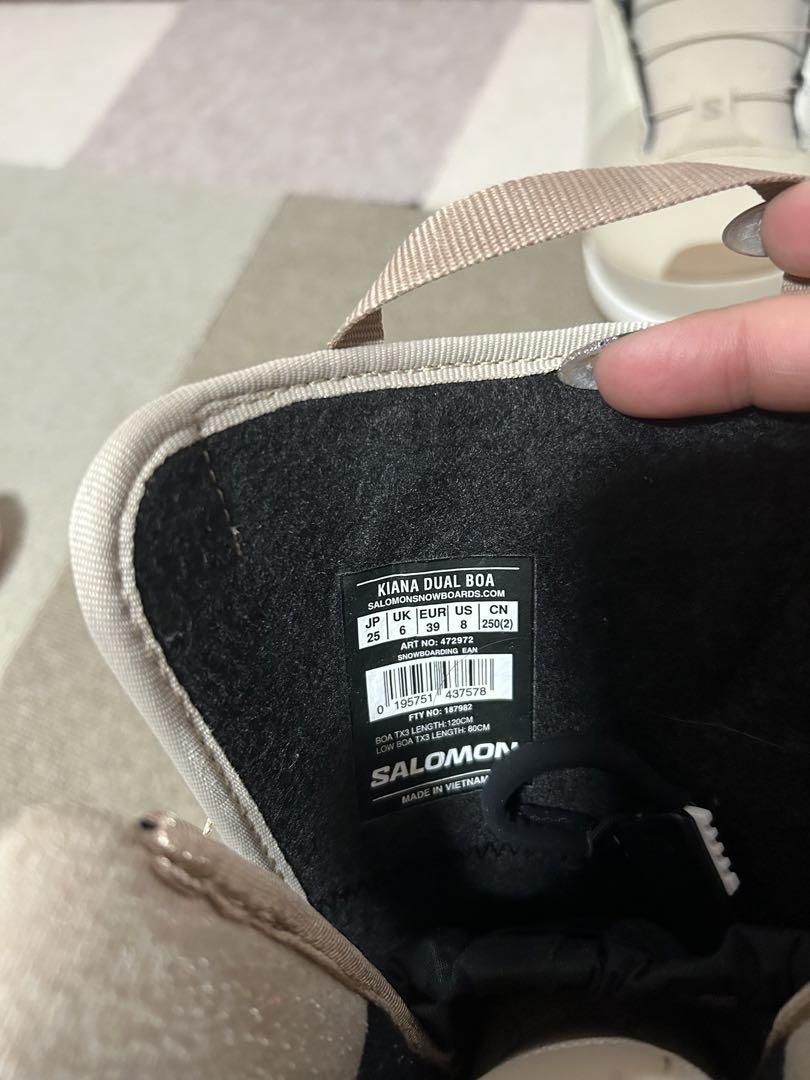 S
KIANA DUAL BOA
SALOMONSNOWBOARDS.COM
JP UK EUR US CN
25 6 39 8 250(2)
ART NO: 472972
SNOWBOARDING EAN
0 195751 437578
FTY NO: 187982
BOA TX3 LENGTH:120CM
LOW BOA TX3 LENGTH: 80CM
SALOMON
MADE IN VIETNAM